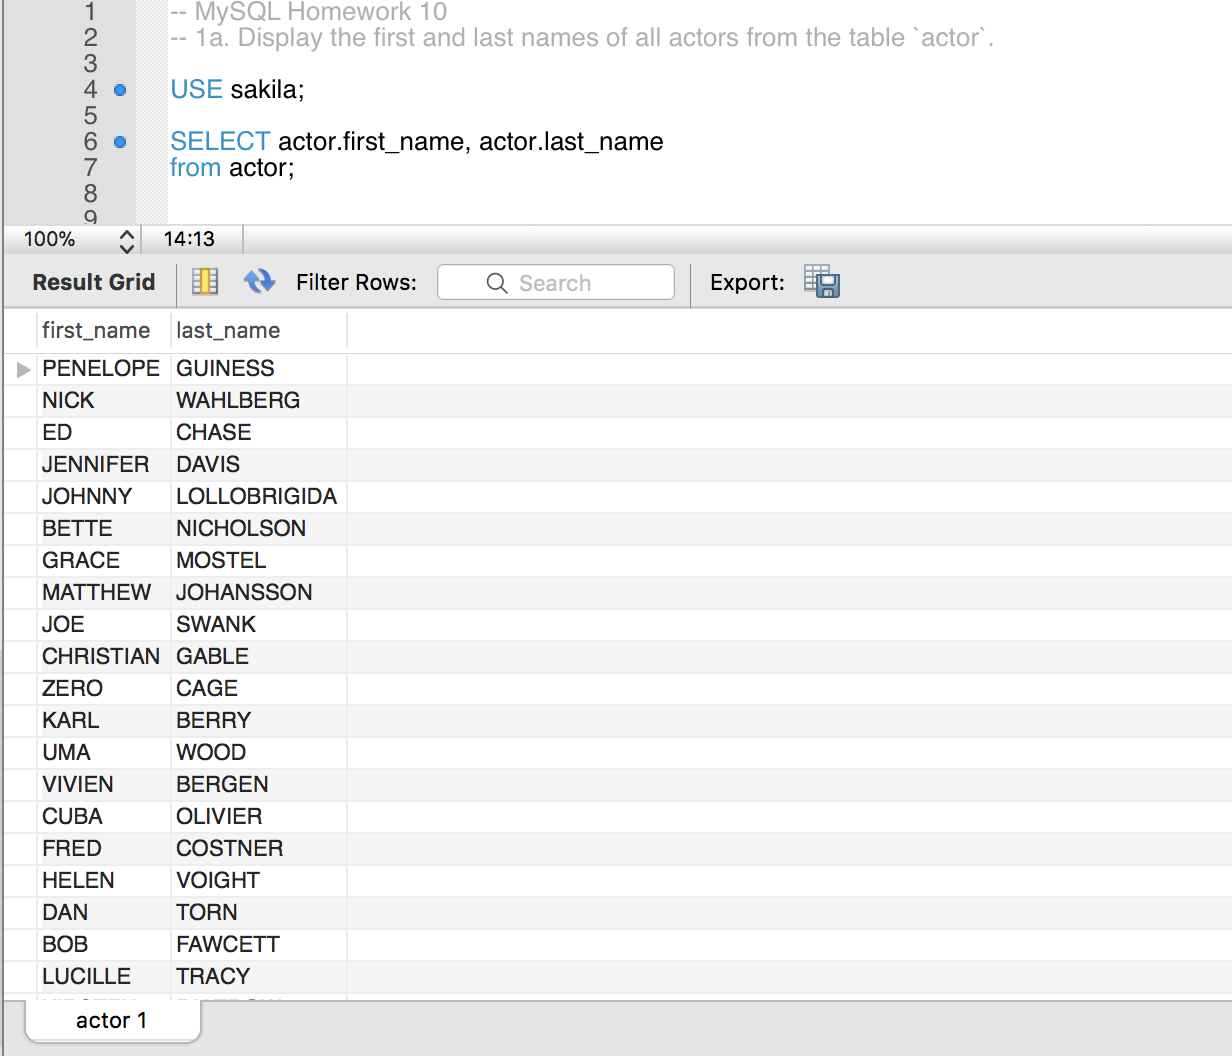 1 -- MySQL Homework 10
2 -- 1a. Display the first and last names of all actors from the table `actor`.
3
4 USE sakila;
5
6 SELECT actor.first_name, actor.last_name
7 from actor;
8
9
100% 14:13
Result Grid Filter Rows: Search Export:
first_name last_name
PENELOPE GUINESS
NICK WAHLBERG
ED CHASE
JENNIFER DAVIS
JOHNNY LOLLOBRIGIDA
BETTE NICHOLSON
GRACE MOSTEL
MATTHEW JOHANSSON
JOE SWANK
CHRISTIAN GABLE
ZERO CAGE
KARL BERRY
UMA WOOD
VIVIEN BERGEN
CUBA OLIVIER
FRED COSTNER
HELEN VOIGHT
DAN TORN
BOB FAWCETT
LUCILLE TRACY
actor 1